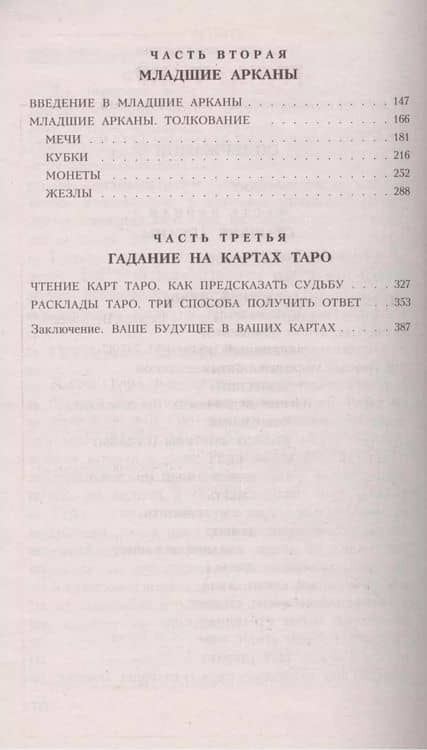 ЧАСТЬ ВТОРАЯ
МЛАДШИЕ АРКАНЫ
ВВЕДЕНИЕ В МЛАДШИЕ АРКАНЫ . . . . . . . . . . . . 147
МЛАДШИЕ АРКАНЫ. ТОЛКОВАНИЕ . . . . . . . . . . 166
МЕЧИ . . . . . . . . . . . . . . . . . . . . . . . . 181
КУБКИ . . . . . . . . . . . . . . . . . . . . . . . 216
МОНЕТЫ . . . . . . . . . . . . . . . . . . . . . . 252
ЖЕЗЛЫ . . . . . . . . . . . . . . . . . . . . . . . 288
ЧАСТЬ ТРЕТЬЯ
ГАДАНИЕ НА КАРТАХ ТАРО
ЧТЕНИЕ КАРТ ТАРО. КАК ПРЕДСКАЗАТЬ СУДЬБУ . . . . 327
РАСКЛАДЫ ТАРО. ТРИ СПОСОБА ПОЛУЧИТЬ ОТВЕТ . . 353
Заключение. ВАШЕ БУДУЩЕЕ В ВАШИХ КАРТАХ . . . . . 387